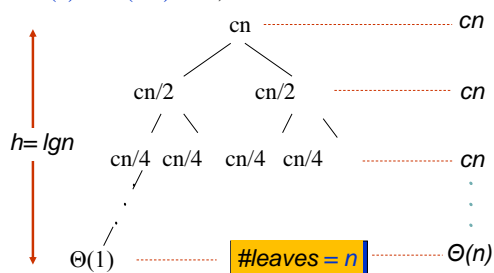 cn cn
cn/2 cn/2 cn
h= lgn
cn/4 cn/4 cn/4 cn/4 cn
Θ(1) #leaves = n Θ(n)